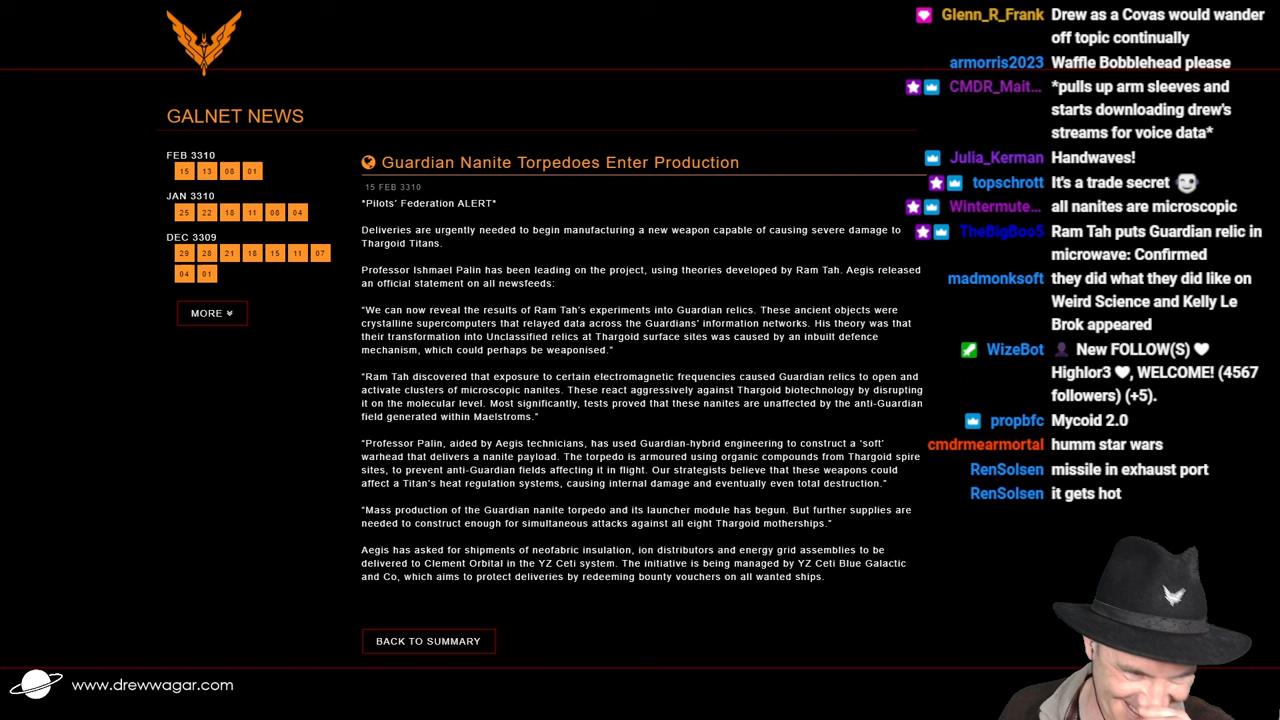 GALNET NEWS
FEB 3310
15 13 08 01
JAN 3310
25 22 18 11 08 04
DEC 3309
29 28 21 18 15 11 07
04 01
MORE
Guardian Nanite Torpedoes Enter Production
15 FEB 3310
*Pilots' Federation ALERT*
Deliveries are urgently needed to begin manufacturing a new weapon capable of causing severe damage to
Thargoid Titans.
Professor Ishmael Palin has been leading on the project, using theories developed by Ram Tah. Aegis released
an official statement on all newsfeeds:
"We can now reveal the results of Ram Tah's experiments into Guardian relics. These ancient objects were
crystalline supercomputers that relayed data across the Guardians' information networks. His theory was that
their transformation into Unclassified relics at Thargoid surface sites was caused by an inbuilt defence
mechanism, which could perhaps be weaponised."
"Ram Tah discovered that exposure to certain electromagnetic frequencies caused Guardian relics to open and
activate clusters of microscopic nanites. These react aggressively against Thargoid biotechnology by disrupting
it on the molecular level. Most significantly, tests proved that these nanites are unaffected by the anti-Guardian
field generated within Maelstroms."
"Professor Palin, aided by Aegis technicians, has used Guardian-hybrid engineering to construct a 'soft'
warhead that delivers a nanite payload. The torpedo is armoured using organic compounds from Thargoid spire
sites, to prevent anti-Guardian fields affecting it in flight. Our strategists believe that these weapons could
affect a Titan's heat regulation systems, causing internal damage and eventually even total destruction."
"Mass production of the Guardian nanite torpedo and its launcher module has begun. But further supplies are
needed to construct enough for simultaneous attacks against all eight Thargoid motherships."
Aegis has asked for shipments of neofabric insulation, ion distributors and energy grid assemblies to be
delivered to Clement Orbital in the YZ Ceti system. The initiative is being managed by YZ Ceti Blue Galactic
and Co, which aims to protect deliveries by redeeming bounty vouchers on all wanted ships.
BACK TO SUMMARY
www.drewwagar.com
Glenn_R_Frank Drew as a Covas would wander
off topic continually
armorris2023 Waffle Bobblehead please
CMDR_Mait... *pulls up arm sleeves and
starts downloading drew's
streams for voice data*
Julia_Kerman Handwaves!
topschrott It's a trade secret
Wintermute... all nanites are microscopic
TheBigBoo5 Ram Tah puts Guardian relic in
microwave: Confirmed
madmonksoft they did what they did like on
Weird Science and Kelly Le
Brok appeared
WizeBot New FOLLOW(S)
Highlor3 , WELCOME! (4567
followers) (+5).
propbfc Mycoid 2.0
cmdrmearmortal humm star wars
RenSolsen missile in exhaust port
RenSolsen it gets hot